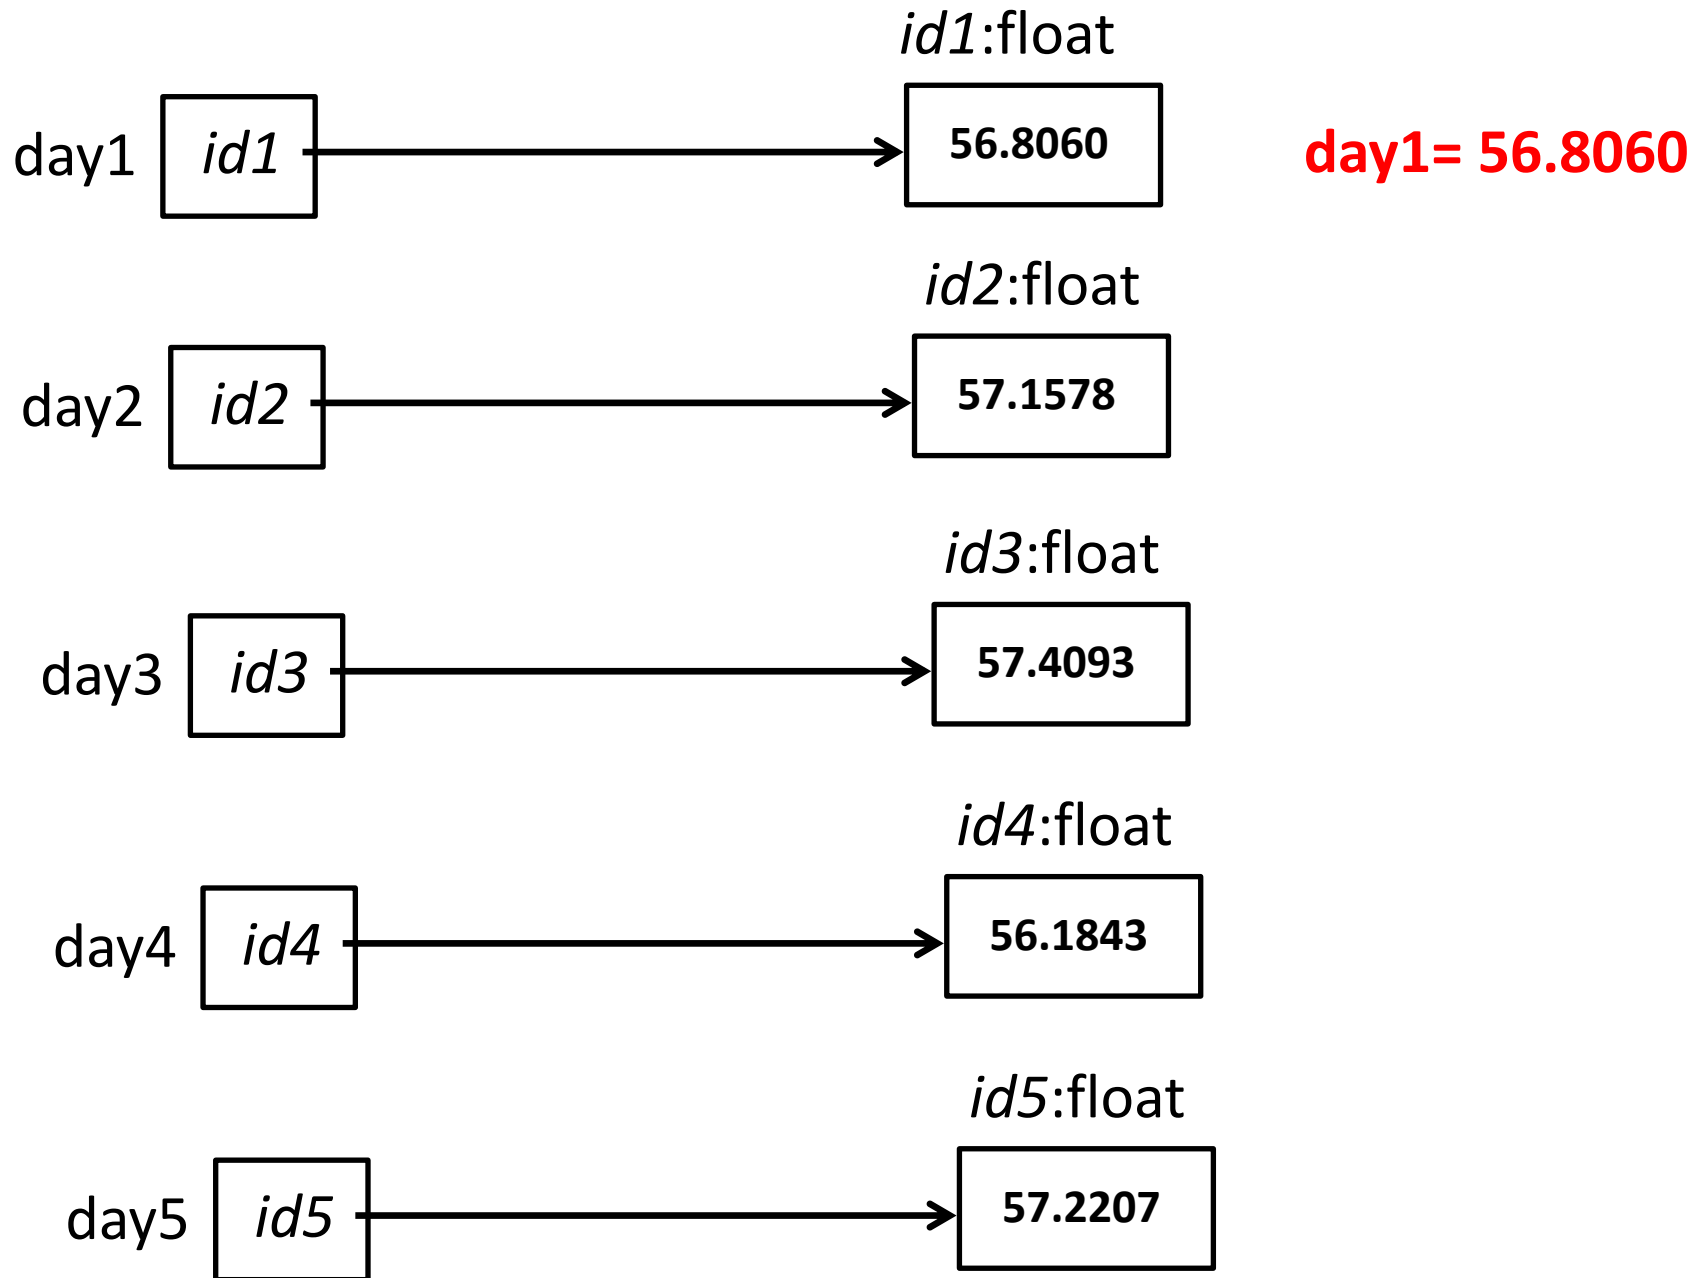 id1:float
day1 id1 56.8060 day1= 56.8060
id2:float
day2 id2 57.1578
id3:float
day3 id3 57.4093
id4:float
day4 id4 56.1843
id5:float
day5 id5 57.2207